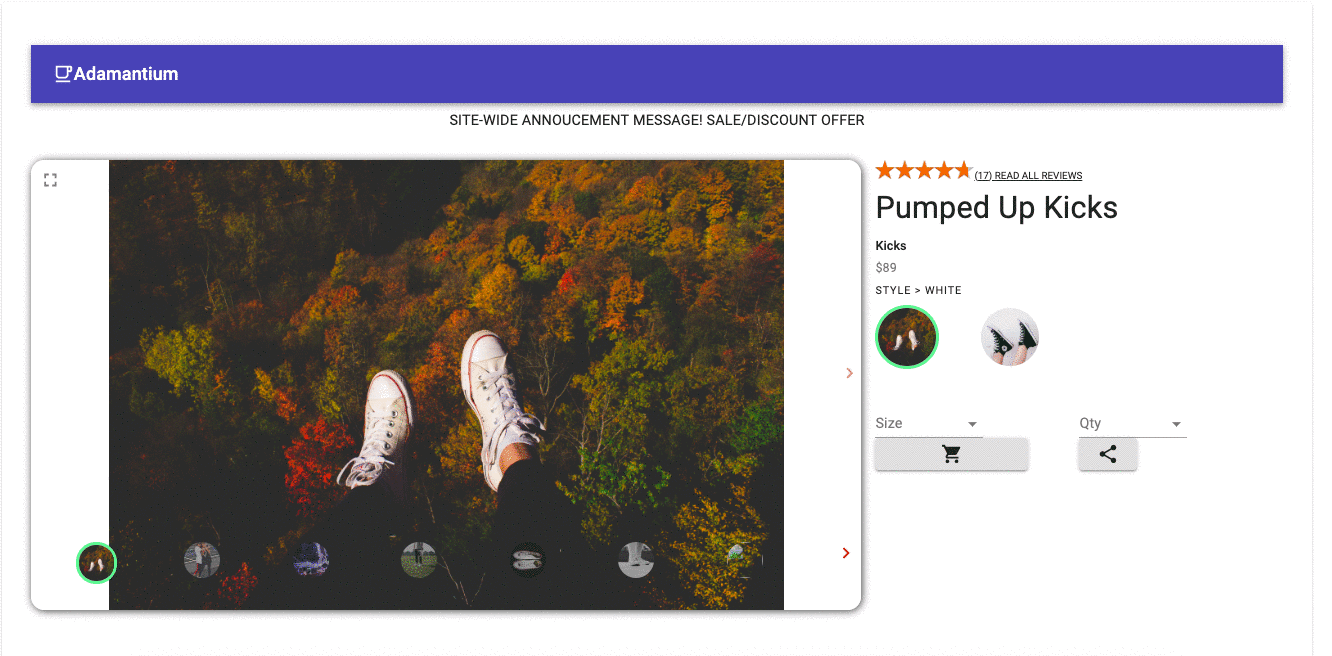 Adamantium
SITE-WIDE ANNOUCEMENT MESSAGE! SALE/DISCOUNT OFFER
(17) READ ALL REVIEWS
Pumped Up Kicks
Kicks
$89
STYLE > WHITE
Size
Qty